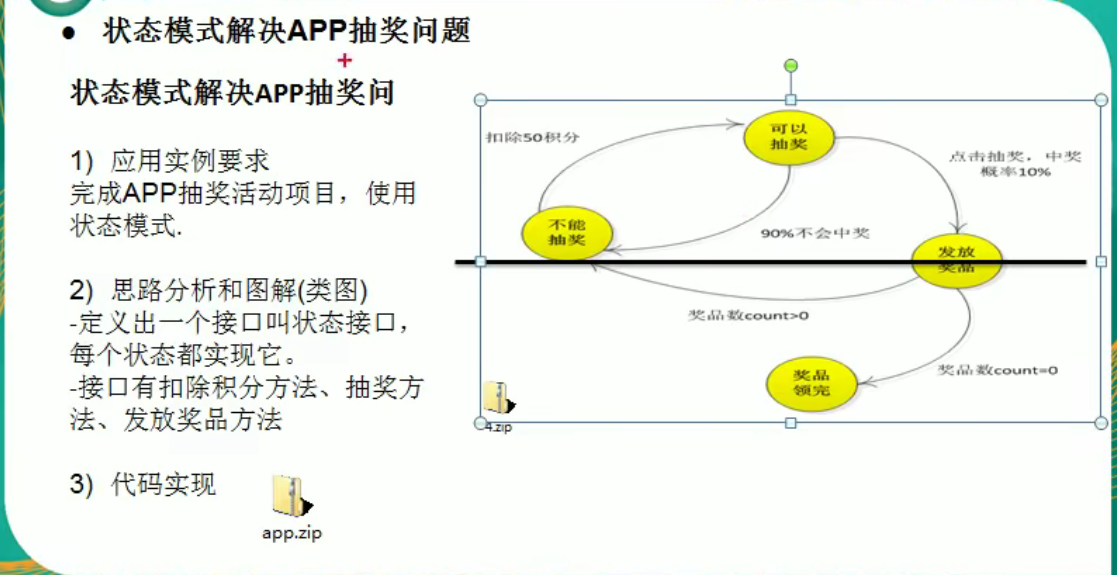 ● 状态模式解决APP抽奖问题
状态模式解决APP抽奖问
1) 应用实例要求
完成APP抽奖活动项目，使用
状态模式.
2) 思路分析和图解(类图)
-定义出一个接口叫状态接口，
每个状态都实现它。
-接口有扣除积分方法、抽奖方
法、发放奖品方法
3) 代码实现
app.zip
扣除50积分
可以
抽奖
点击抽奖，中奖
概率10%
不能
抽奖
90%不会中奖
发放
奖品
奖品数count>0
奖品
领完
奖品数count=0
4.zip